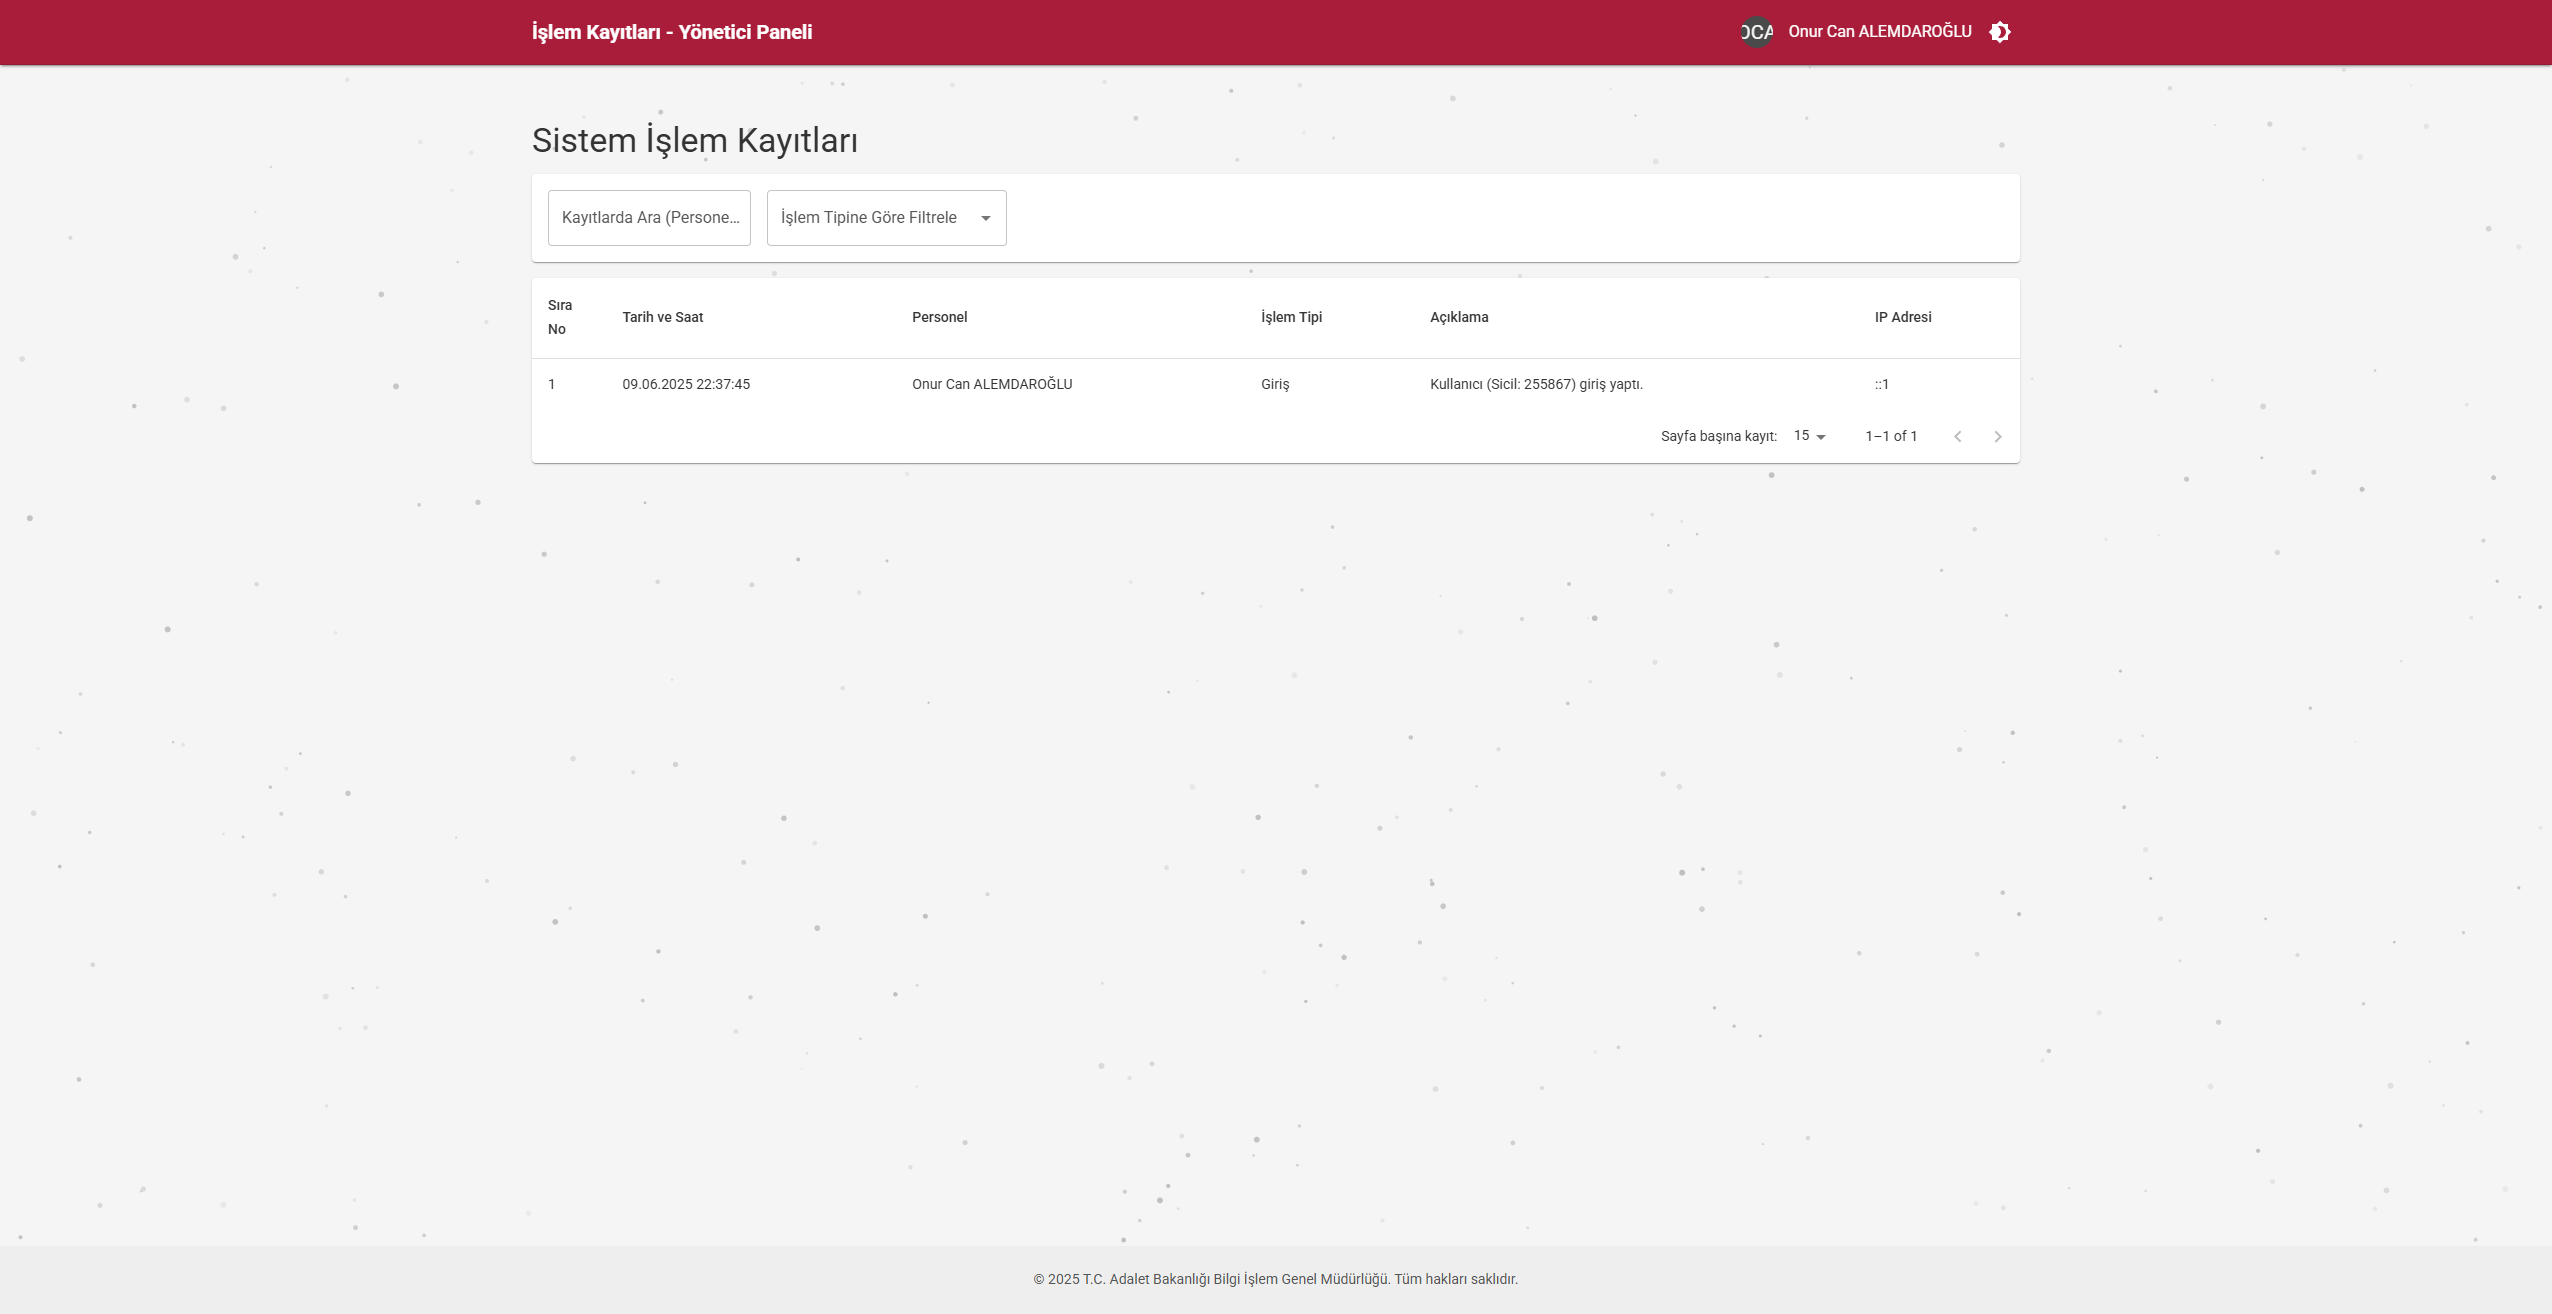 İşlem Kayıtları - Yönetici Paneli
OCA
Onur Can ALEMDAROĞLU
Sistem İşlem Kayıtları
Kayıtlarda Ara (Persone...
İşlem Tipine Göre Filtrele
Sıra No
Tarih ve Saat
Personel
İşlem Tipi
Açıklama
IP Adresi
1
09.06.2025 22:37:45
Onur Can ALEMDAROĞLU
Giriş
Kullanıcı (Sicil: 255867) giriş yaptı.
::1
Sayfa başına kayıt:
15
1–1 of 1
© 2025 T.C. Adalet Bakanlığı Bilgi İşlem Genel Müdürlüğü. Tüm hakları saklıdır.